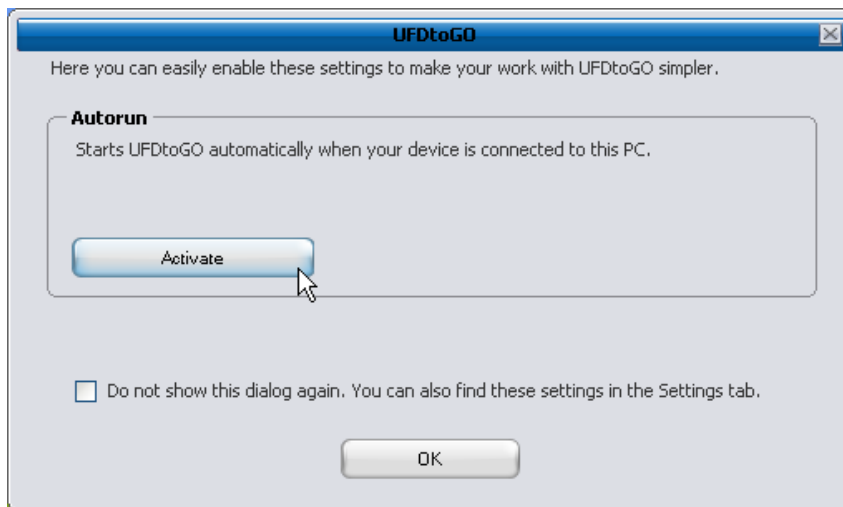 UFDtoGO
Here you can easily enable these settings to make your work with UFDtoGO simpler.
Autorun
Starts UFDtoGO automatically when your device is connected to this PC.
Activate
Do not show this dialog again. You can also find these settings in the Settings tab.
OK